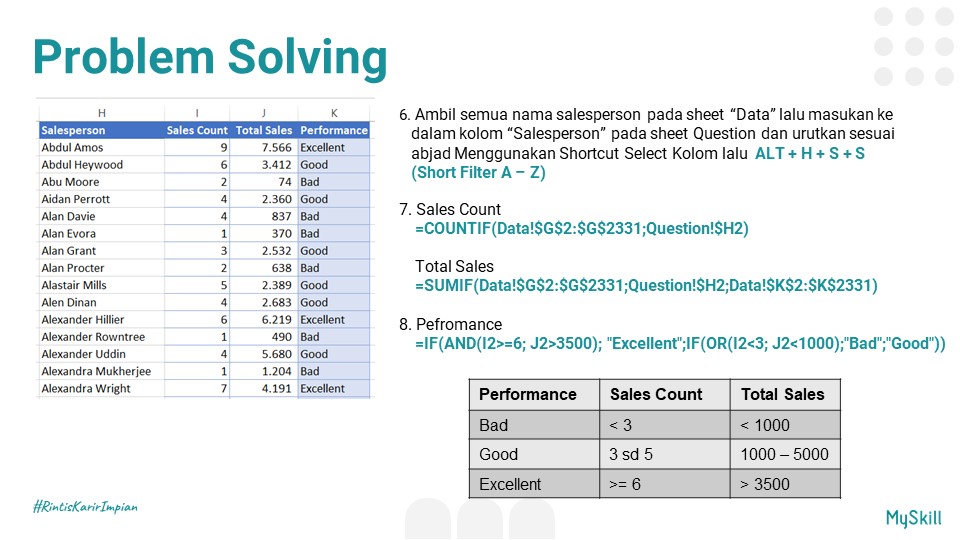 Problem Solving
H I J K
Salesperson Sales Count Total Sales Performance
Abdul Amos 9 7.566 Excellent
Abdul Heywood 6 3.412 Good
Abu Moore 2 74 Bad
Aidan Perrott 4 2.360 Good
Alan Davie 4 837 Bad
Alan Evora 1 370 Bad
Alan Grant 3 2.532 Good
Alan Procter 2 638 Bad
Alastair Mills 5 2.389 Good
Alen Dinan 4 2.683 Good
Alexander Hillier 6 6.219 Excellent
Alexander Rowntree 1 490 Bad
Alexander Uddin 4 5.680 Good
Alexandra Mukherjee 1 1.204 Bad
Alexandra Wright 7 4.191 Excellent
6. Ambil semua nama salesperson pada sheet “Data” lalu masukan ke
dalam kolom “Salesperson” pada sheet Question dan urutkan sesuai
abjad Menggunakan Shortcut Select Kolom lalu ALT + H + S + S
(Short Filter A – Z)
7. Sales Count
=COUNTIF(Data!$G$2:$G$2331;Question!$H2)
Total Sales
=SUMIF(Data!$G$2:$G$2331;Question!$H2;Data!$K$2:$K$2331)
8. Pefromance
=IF(AND(I2>=6; J2>3500); "Excellent";IF(OR(I2<3; J2<1000);"Bad";"Good"))
Performance Sales Count Total Sales
Bad < 3 < 1000
Good 3 sd 5 1000 – 5000
Excellent >= 6 > 3500
#RintisKarirImpian
MySkill